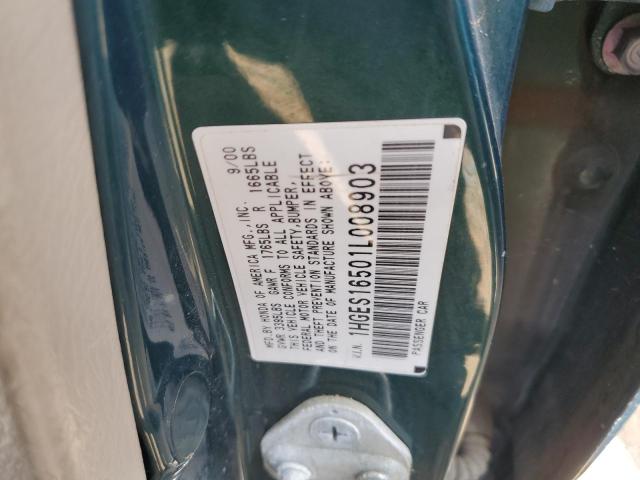 MFD.BY HONDA OF AMERICA MFG.,INC. 9/00
GVWR 3395LBS GAWR F 1765LBS R 1665LBS
THIS VEHICLE CONFORMS TO ALL APPLICABLE
FEDERAL MOTOR VEHICLE SAFETY,BUMPER,
AND THEFT PREVENTION STANDARDS IN EFFECT
ON THE DATE OF MANUFACTURE SHOWN ABOVE:
V.I.N. 1HGES16501L008903
PASSENGER CAR